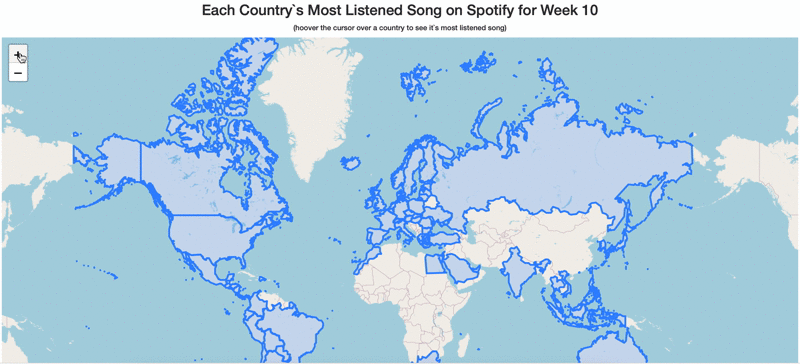 Each Country`s Most Listened Song on Spotify for Week 10
(hoover the cursor over a country to see it`s most listened song)
+
−